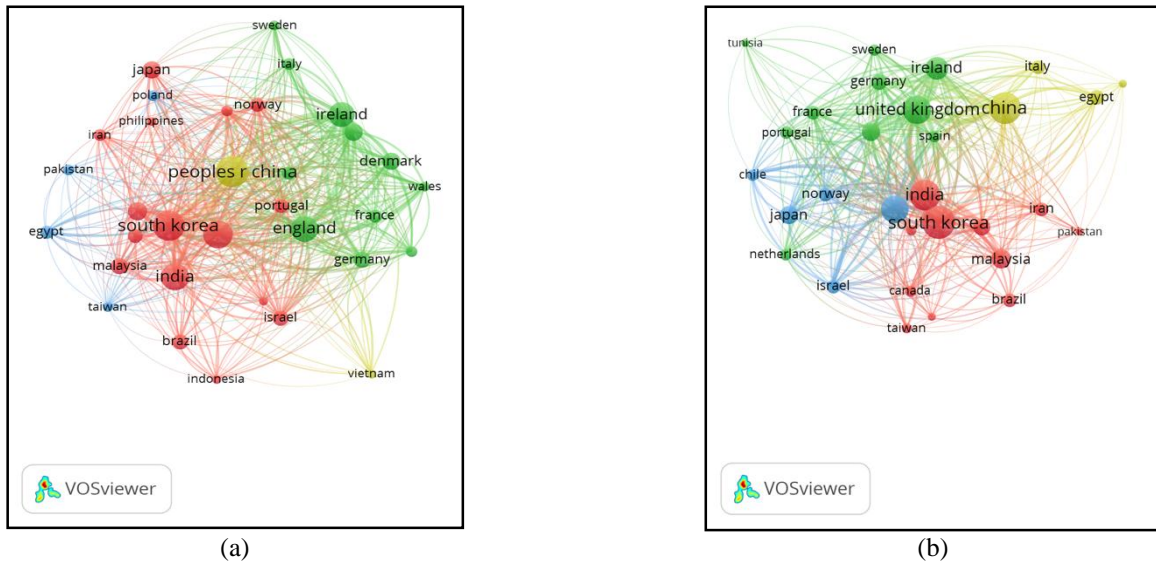 sweden
italy
japan
poland
norway
ireland
philippines
iran
denmark
pakistan
peoples r china
wales
portugal
france
egypt
south korea
england
malaysia
india
germany
taiwan
israel
brazil
indonesia
vietnam
VOSviewer
(a)
tunisia
sweden
ireland
italy
germany
egypt
france
united kingdom
china
portugal
spain
chile
norway
india
japan
south korea
iran
pakistan
netherlands
malaysia
israel
canada
brazil
taiwan
VOSviewer
(b)